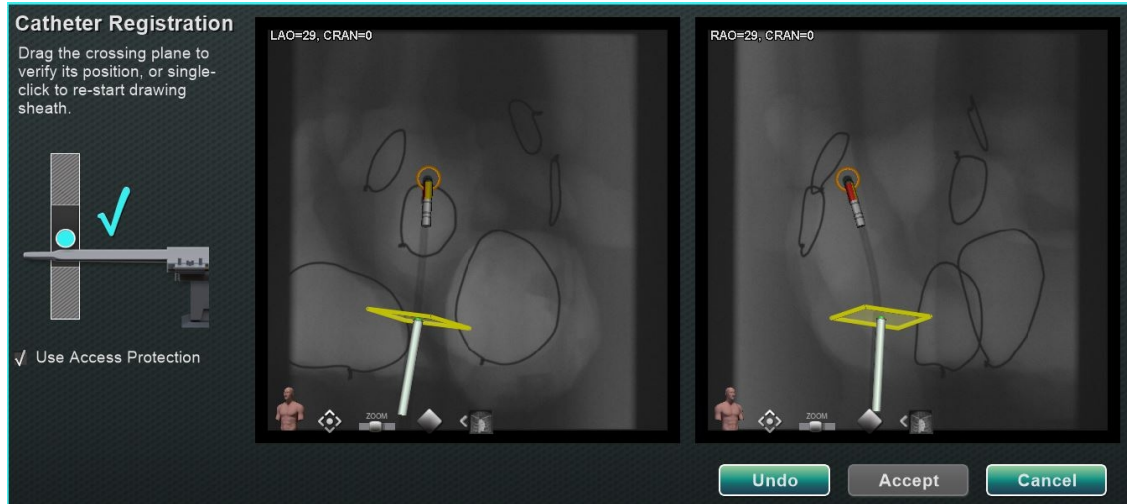 Catheter Registration
Drag the crossing plane to
verify its position, or single-
click to re-start drawing
sheath.
Use Access Protection
LAO=29, CRAN=0
ZOOM
RAO=29, CRAN=0
ZOOM
Undo
Accept
Cancel